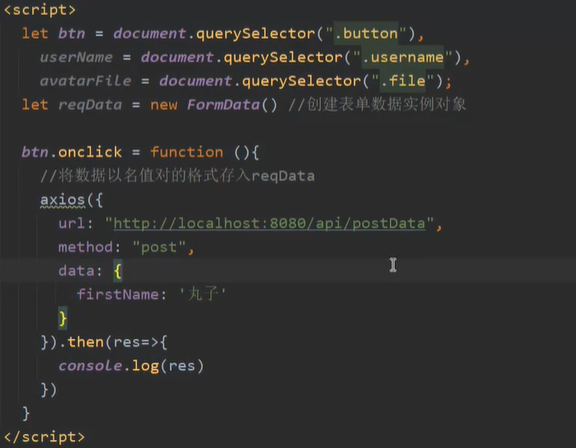 <script>
let btn = document.querySelector(".button"),
userName = document.querySelector(".username"),
avatarFile = document.querySelector(".file");
let reqData = new FormData() //创建表单数据实例对象
btn.onclick = function (){
//将数据以名值对的格式存入reqData
axios({
url: "http://localhost:8080/api/postData",
method: "post",
data: {
firstName: '丸子'
}
}).then(res=>{
console.log(res)
})
}
</script>